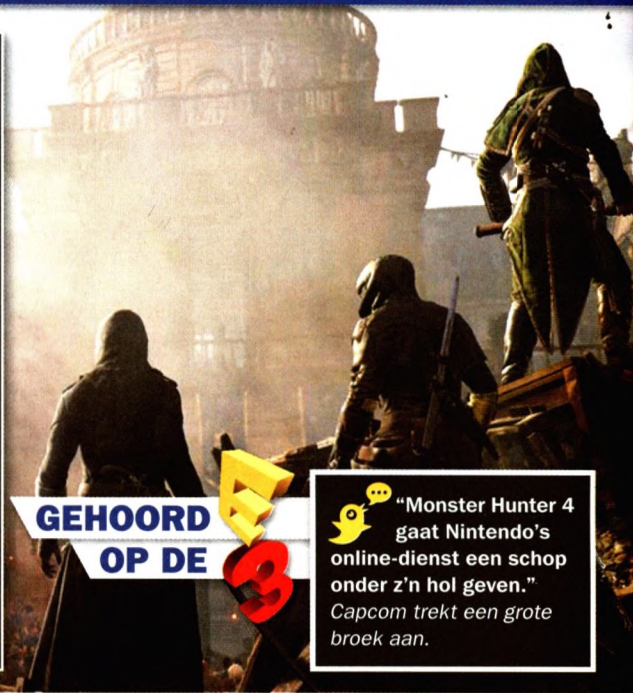 GEHOORD
OP DE
E3
“Monster Hunter 4
gaat Nintendo’s
online-dienst een schop
onder z’n hol geven.”
Capcom trekt een grote
broek aan.